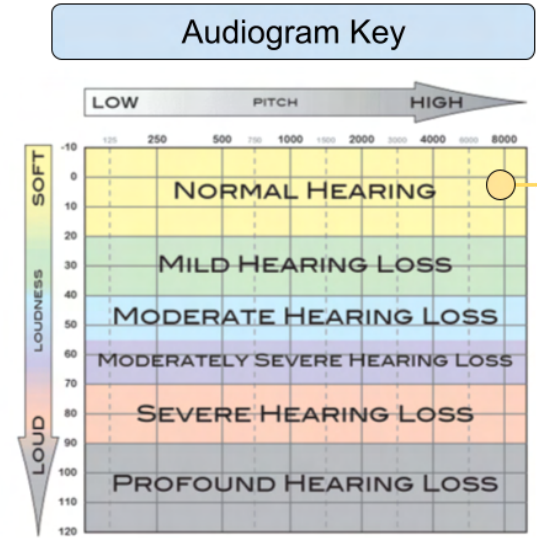 Audiogram Key
LOW PITCH HIGH
125 250 500 750 1000 1500 2000 3000 4000 6000 8000
SOFT
LOUDNESS
LOUD
-10
0
NORMAL HEARING
10
20
MILD HEARING LOSS
30
40
MODERATE HEARING LOSS
50
MODERATELY SEVERE HEARING LOSS
60
70
SEVERE HEARING LOSS
80
90
PROFOUND HEARING LOSS
100
110
120